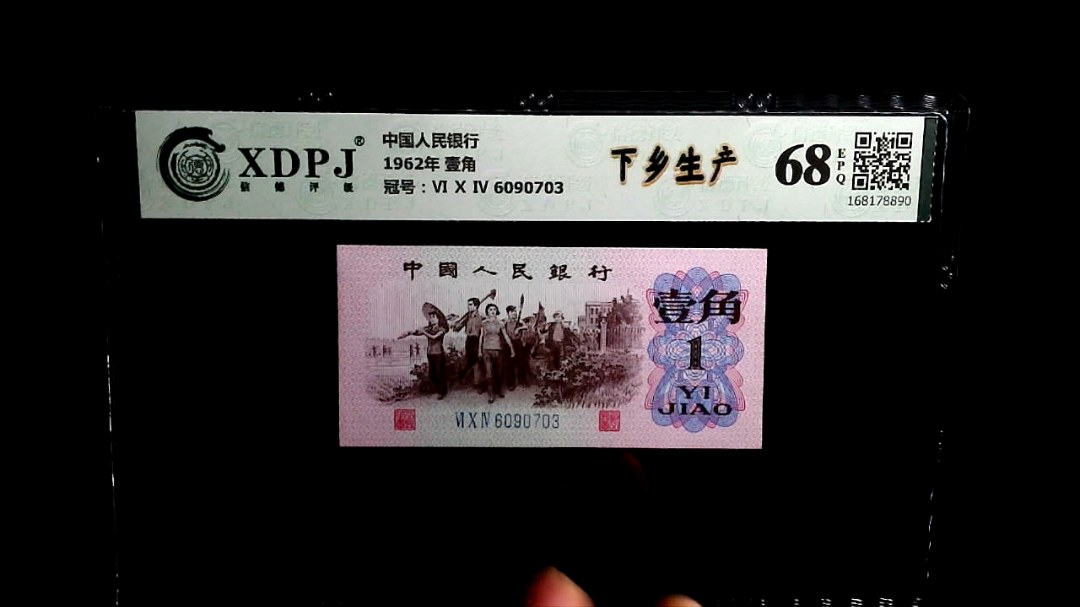 XDPJ®
信德评级
中国人民银行
1962年 壹角
冠号：Ⅵ Ⅹ Ⅳ 6090703
下乡生产
68
EPQ
168178890
中國人民銀行
壹角
1
YI
JIAO
ⅥⅩⅣ 6090703